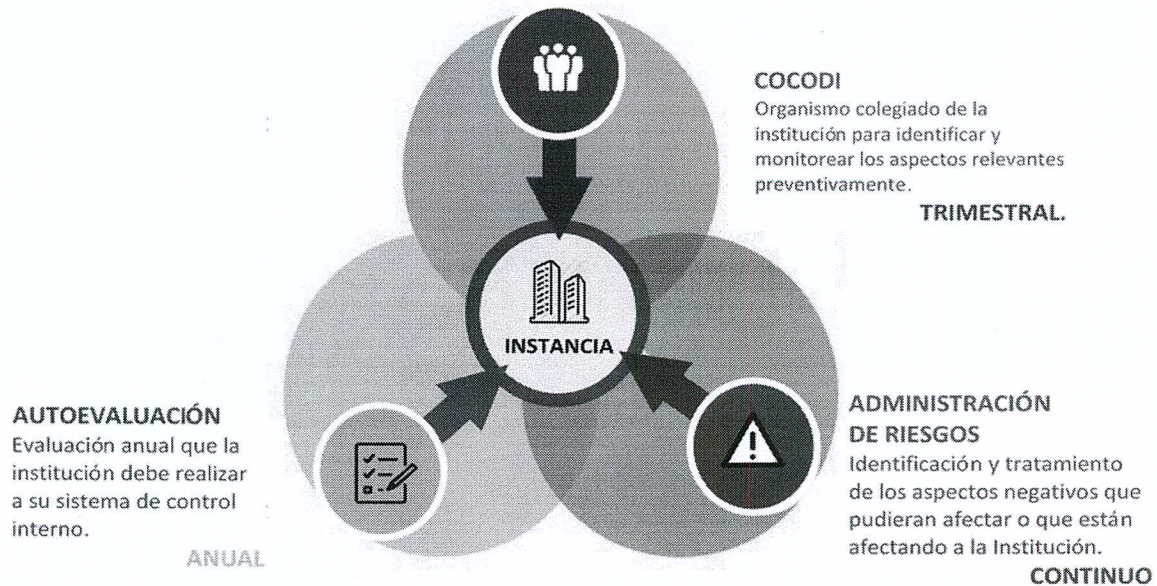 COCODI
Organismo colegiado de la
institución para identificar y
monitorear los aspectos relevantes
preventivamente.
TRIMESTRAL.
INSTANCIA
AUTOEVALUACIÓN
Evaluación anual que la
institución debe realizar
a su sistema de control
interno.
ANUAL
ADMINISTRACIÓN
DE RIESGOS
Identificación y tratamiento
de los aspectos negativos que
pudieran afectar o que están
afectando a la Institución.
CONTINUO